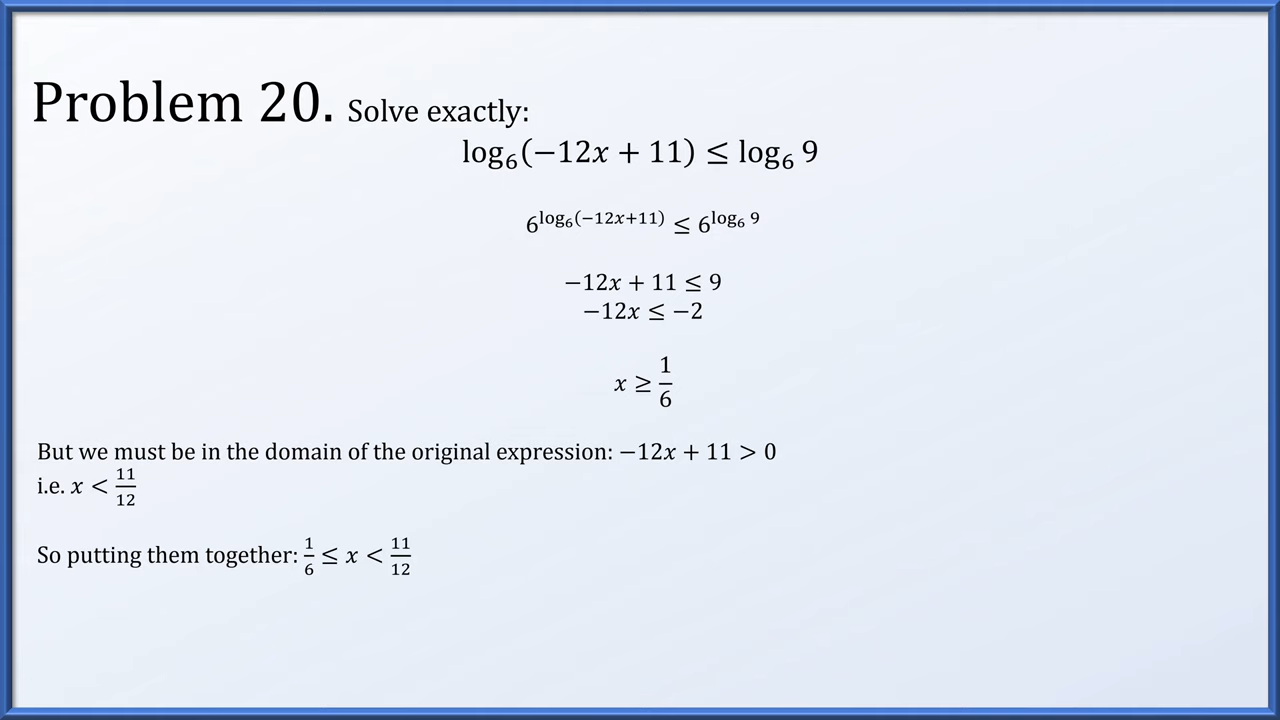 Problem 20. Solve exactly:
log₆(−12x + 11) ≤ log₆ 9
6^{log₆(−12x+11)} ≤ 6^{log₆ 9}
−12x + 11 ≤ 9
−12x ≤ −2
x ≥ 1/6
But we must be in the domain of the original expression: −12x + 11 > 0
i.e. x < 11/12
So putting them together: 1/6 ≤ x < 11/12